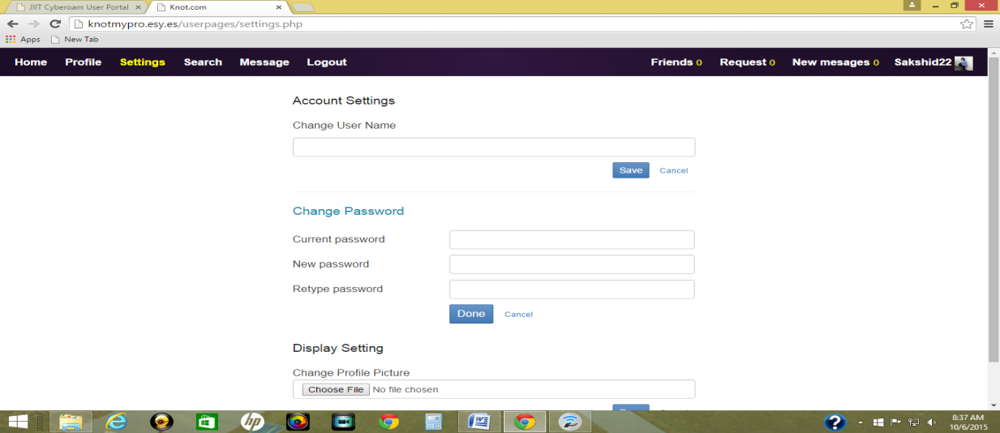 JIIT Cyberoam User Portal
Knot.com
knotmypro.esy.es/userpages/settings.php
Apps New Tab
Home Profile Settings Search Message Logout Friends 0 Request 0 New mesages 0 Sakshid22
Account Settings
Change User Name
Save Cancel
Change Password
Current password
New password
Retype password
Done Cancel
Display Setting
Change Profile Picture
Choose File No file chosen
hp
8:37 AM
10/6/2015